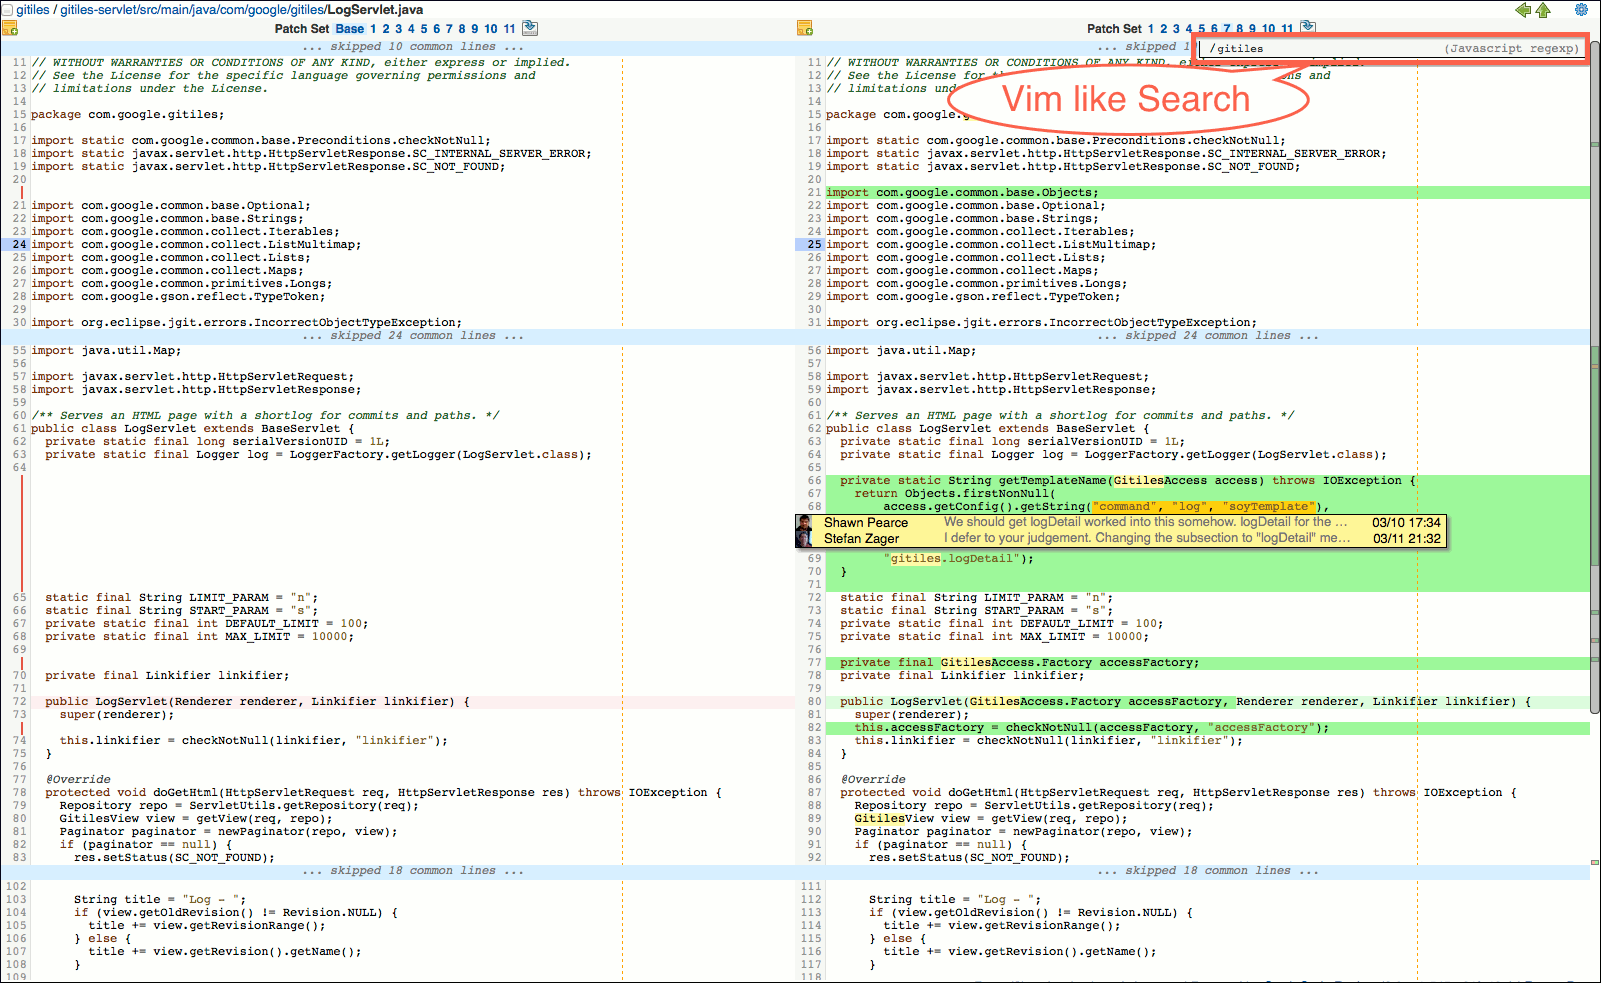 gitiles / gitiles-servlet/src/main/java/com/google/gitiles/LogServlet.java
Patch Set Base 1 2 3 4 5 6 7 8 9 10 11
... skipped 10 common lines ...
11 // WITHOUT WARRANTIES OR CONDITIONS OF ANY KIND, either express or implied.
12 // See the License for the specific language governing permissions and
13 // limitations under the License.
14
15 package com.google.gitiles;
16
17 import static com.google.common.base.Preconditions.checkNotNull;
18 import static javax.servlet.http.HttpServletResponse.SC_INTERNAL_SERVER_ERROR;
19 import static javax.servlet.http.HttpServletResponse.SC_NOT_FOUND;
20
21 import com.google.common.base.Optional;
22 import com.google.common.base.Strings;
23 import com.google.common.collect.Iterables;
24 import com.google.common.collect.ListMultimap;
25 import com.google.common.collect.Lists;
26 import com.google.common.collect.Maps;
27 import com.google.common.primitives.Longs;
28 import com.google.gson.reflect.TypeToken;
29
30 import org.eclipse.jgit.errors.IncorrectObjectTypeException;
... skipped 24 common lines ...
55 import java.util.Map;
56
57 import javax.servlet.http.HttpServletRequest;
58 import javax.servlet.http.HttpServletResponse;
59
60 /** Serves an HTML page with a shortlog for commits and paths. */
61 public class LogServlet extends BaseServlet {
62 private static final long serialVersionUID = 1L;
63 private static final Logger log = LoggerFactory.getLogger(LogServlet.class);
64
65 static final String LIMIT_PARAM = "n";
66 static final String START_PARAM = "s";
67 private static final int DEFAULT_LIMIT = 100;
68 private static final int MAX_LIMIT = 10000;
69
70 private final Linkifier linkifier;
71
72 public LogServlet(Renderer renderer, Linkifier linkifier) {
73 super(renderer);
74 this.linkifier = checkNotNull(linkifier, "linkifier");
75 }
76
77 @Override
78 protected void doGetHtml(HttpServletRequest req, HttpServletResponse res) throws IOException {
79 Repository repo = ServletUtils.getRepository(req);
80 GitilesView view = getView(req, repo);
81 Paginator paginator = newPaginator(repo, view);
82 if (paginator == null) {
83 res.setStatus(SC_NOT_FOUND);
... skipped 18 common lines ...
102
103 String title = "Log - ";
104 if (view.getOldRevision() != Revision.NULL) {
105 title += view.getRevisionRange();
106 } else {
107 title += view.getRevision().getName();
108 }
109
Patch Set 1 2 3 4 5 6 7 8 9 10 11
... skipped
/gitiles (Javascript regexp)
11 // WITHOUT WARRANTIES OR CONDITIONS OF ANY KIND, either express or implied.
12 // See the License for and
13 // limitations
Vim like Search
14
15 package com.google.
16
17 import static com.google.common.base.Preconditions.checkNotNull;
18 import static javax.servlet.http.HttpServletResponse.SC_INTERNAL_SERVER_ERROR;
19 import static javax.servlet.http.HttpServletResponse.SC_NOT_FOUND;
20
21 import com.google.common.base.Objects;
22 import com.google.common.base.Optional;
23 import com.google.common.base.Strings;
24 import com.google.common.collect.Iterables;
25 import com.google.common.collect.ListMultimap;
26 import com.google.common.collect.Lists;
27 import com.google.common.collect.Maps;
28 import com.google.common.primitives.Longs;
29 import com.google.gson.reflect.TypeToken;
30
31 import org.eclipse.jgit.errors.IncorrectObjectTypeException;
... skipped 24 common lines ...
56 import java.util.Map;
57
58 import javax.servlet.http.HttpServletRequest;
59 import javax.servlet.http.HttpServletResponse;
60
61 /** Serves an HTML page with a shortlog for commits and paths. */
62 public class LogServlet extends BaseServlet {
63 private static final long serialVersionUID = 1L;
64 private static final Logger log = LoggerFactory.getLogger(LogServlet.class);
65
66 private static String getTemplateName(GitilesAccess access) throws IOException {
67 return Objects.firstNonNull(
68 access.getConfig().getString("command", "log", "soyTemplate"),
Shawn Pearce We should get logDetail worked into this somehow. logDetail for the ... 03/10 17:34
Stefan Zager I defer to your judgement. Changing the subsection to "logDetail" me... 03/11 21:32
69 "gitiles.logDetail");
70 }
71
72 static final String LIMIT_PARAM = "n";
73 static final String START_PARAM = "s";
74 private static final int DEFAULT_LIMIT = 100;
75 private static final int MAX_LIMIT = 10000;
76
77 private final GitilesAccess.Factory accessFactory;
78 private final Linkifier linkifier;
79
80 public LogServlet(GitilesAccess.Factory accessFactory, Renderer renderer, Linkifier linkifier) {
81 super(renderer);
82 this.accessFactory = checkNotNull(accessFactory, "accessFactory");
83 this.linkifier = checkNotNull(linkifier, "linkifier");
84 }
85
86 @Override
87 protected void doGetHtml(HttpServletRequest req, HttpServletResponse res) throws IOException {
88 Repository repo = ServletUtils.getRepository(req);
89 GitilesView view = getView(req, repo);
90 Paginator paginator = newPaginator(repo, view);
91 if (paginator == null) {
92 res.setStatus(SC_NOT_FOUND);
... skipped 18 common lines ...
111
112 String title = "Log - ";
113 if (view.getOldRevision() != Revision.NULL) {
114 title += view.getRevisionRange();
115 } else {
116 title += view.getRevision().getName();
117 }
118